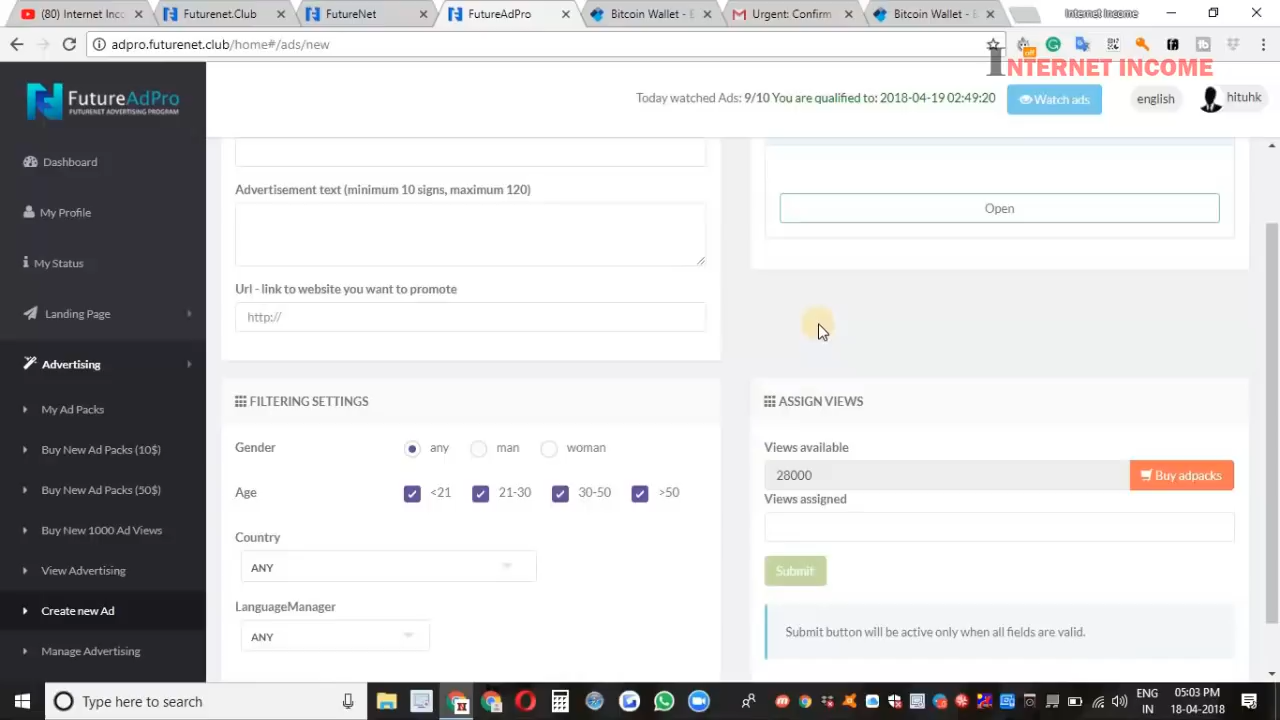 (80) Internet Inc
Futurenet.Club
FutureNet
FutureAdPro
Bitcoin Wallet - E
Urgent: Confirm
Bitcoin Wallet - B
Internet Income
adpro.futurenet.club/home#/ads/new
off
INTERNET INCOME
FutureAdPro
FUTURENET ADVERTISING PROGRAM
Today watched Ads: 9/10 You are qualified to: 2018-04-19 02:49:20
Watch ads
english
hituhk
Dashboard
My Profile
My Status
Landing Page
Advertising
My Ad Packs
Buy New Ad Packs (10$)
Buy New Ad Packs (50$)
Buy New 1000 Ad Views
View Advertising
Create new Ad
Manage Advertising
Advertisement text (minimum 10 signs, maximum 120)
Url - link to website you want to promote
http://
Open
FILTERING SETTINGS
Gender any man woman
Age <21 21-30 30-50 >50
Country
ANY
LanguageManager
ANY
ASSIGN VIEWS
Views available
28000
Buy adpacks
Views assigned
Submit
Submit button will be active only when all fields are valid.
Type here to search
ENG
IN
05:03 PM
18-04-2018